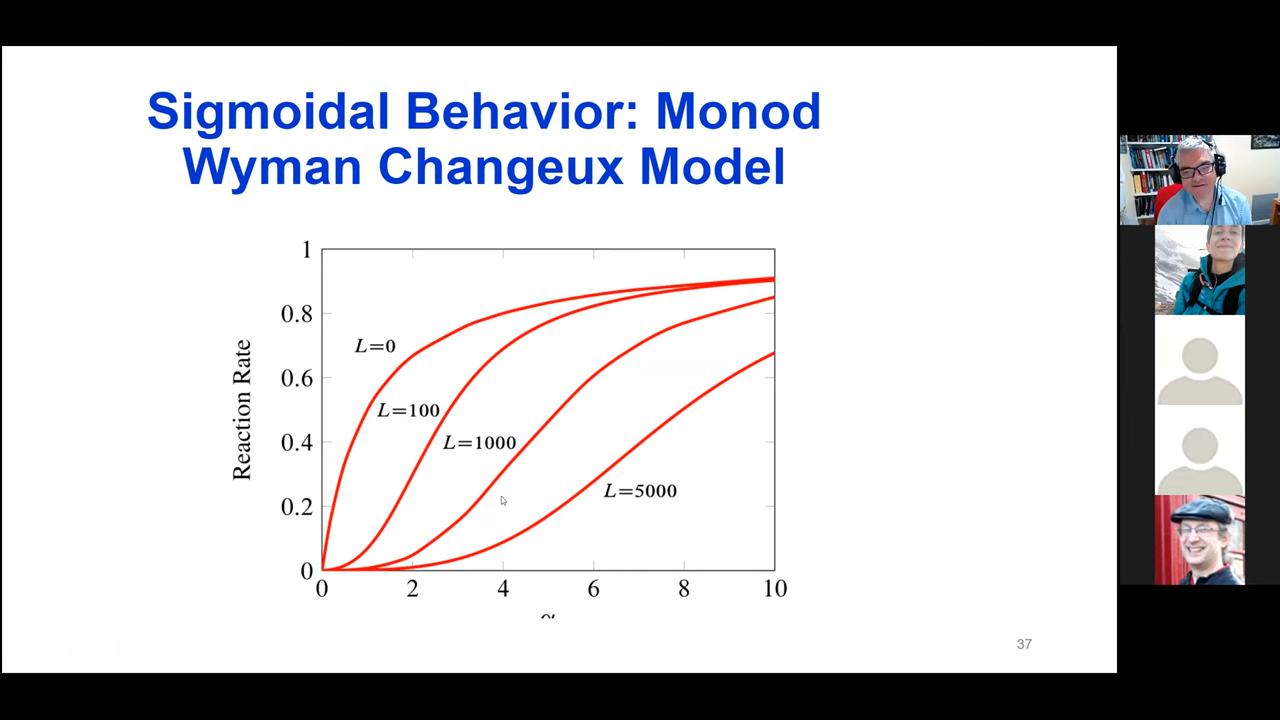 Sigmoidal Behavior: Monod
Wyman Changeux Model
1
0.8
0.6
0.4
0.2
0
Reaction Rate
L=0
L=100
L=1000
L=5000
0 2 4 6 8 10
α
37